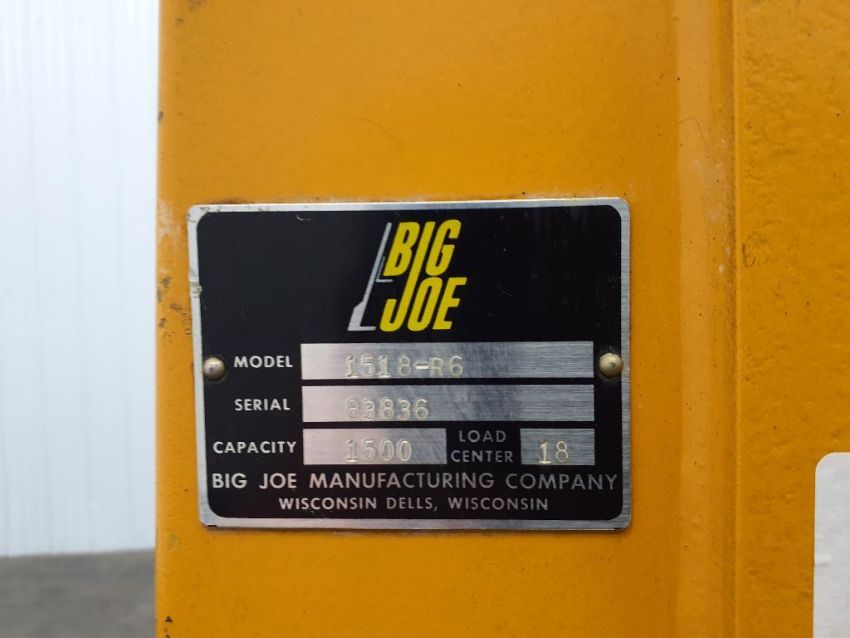 BIG
JOE
MODEL 1518-R6
SERIAL 83836
CAPACITY 1500 LOAD CENTER 18
BIG JOE MANUFACTURING COMPANY
WISCONSIN DELLS, WISCONSIN